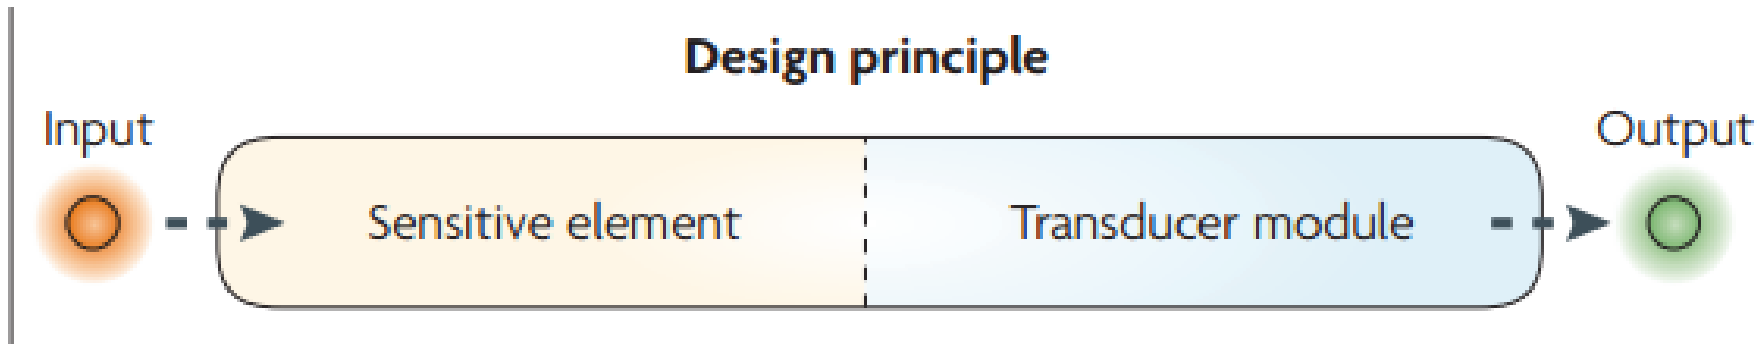 Design principle
Input
Output
Sensitive element
Transducer module